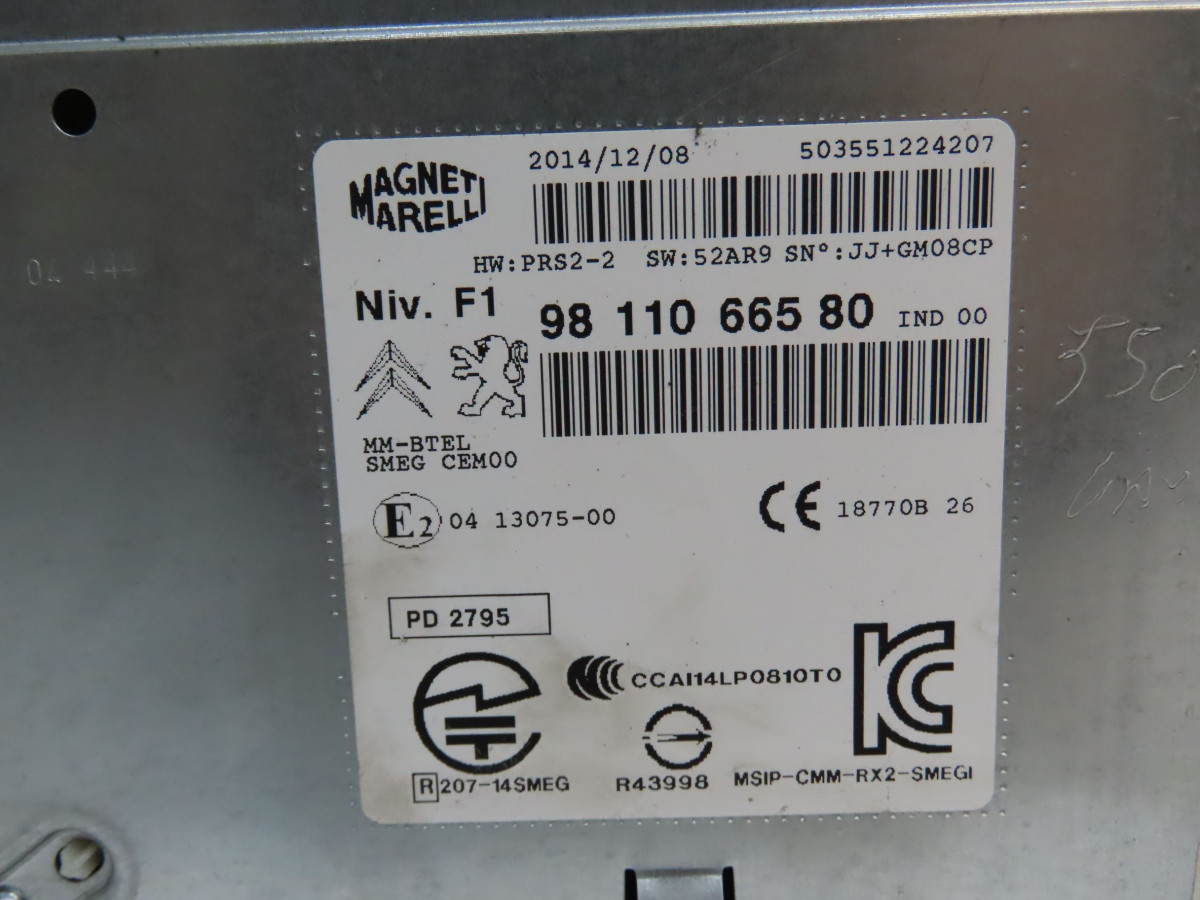 2014/12/08 503551224207
MAGNETI
MARELLI
HW:PRS2-2 SW:52AR9 SN°:JJ+GM08CP
Niv. F1 98 110 665 80 IND 00
MM-BTEL
SMEG CEM00
E2 04 13075-00 CE 18770B 26
PD 2795
CCAI14LP0810T0
R 207-14SMEG R43998 MSIP-CMM-RX2-SMEGI